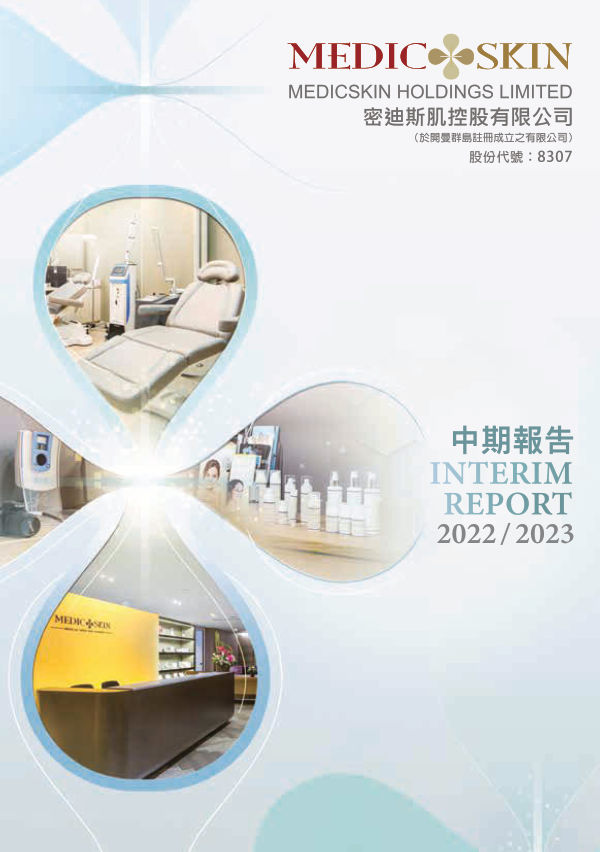 MEDIC SKIN
MEDICSKIN HOLDINGS LIMITED
密迪斯肌控股有限公司
（於開曼群島註冊成立之有限公司）
股份代號：8307
中期報告
INTERIM
REPORT
2022 / 2023
MEDIC SKIN